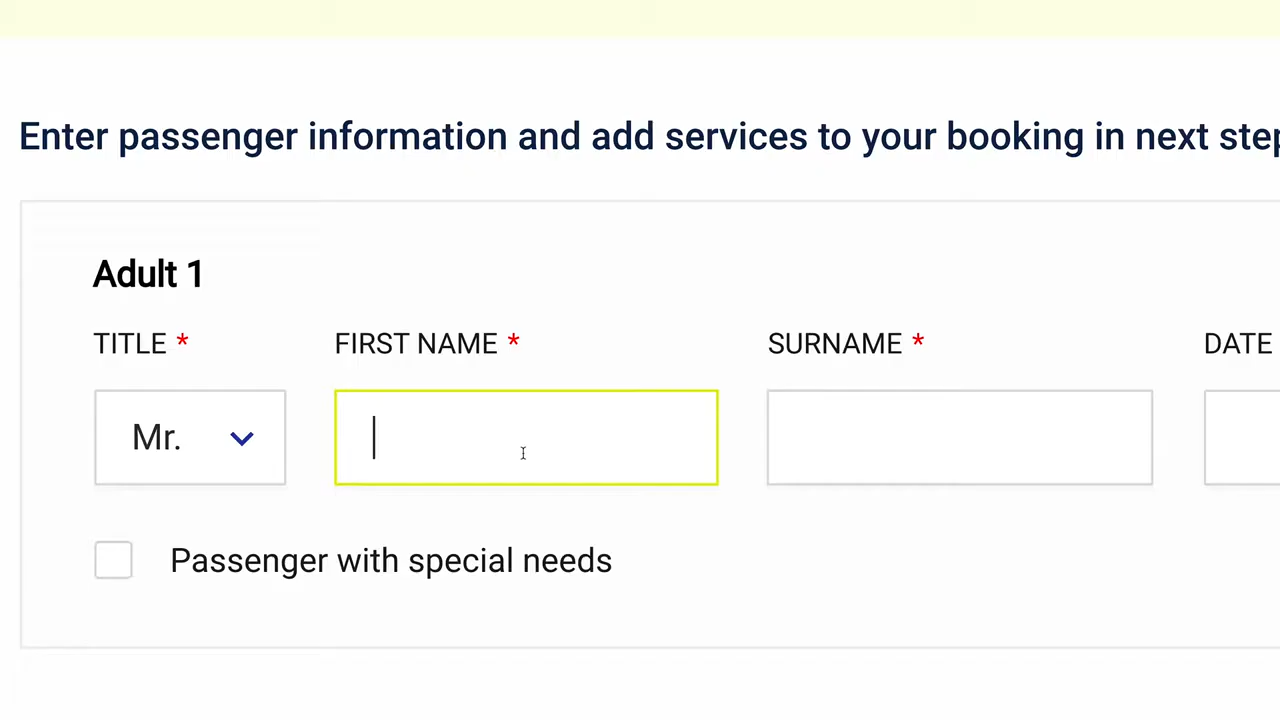 Enter passenger information and add services to your booking in next step
Adult 1
TITLE * FIRST NAME * SURNAME * DATE
Mr.
Passenger with special needs